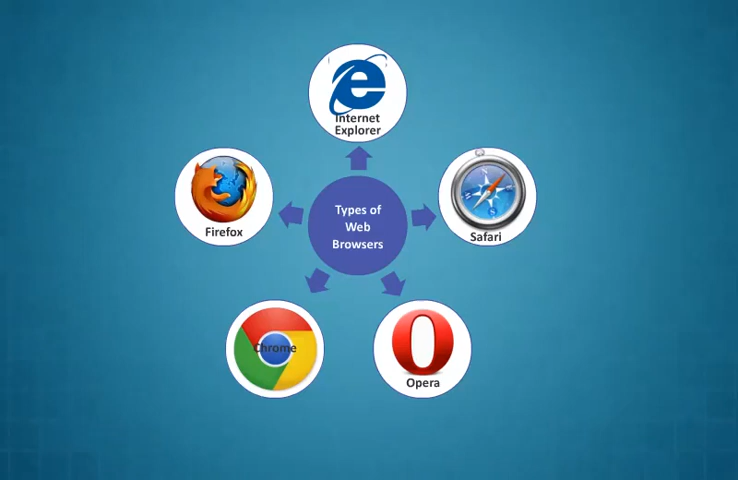 Internet
Explorer
Firefox
Types of
Web
Browsers
Safari
Chrome
Opera